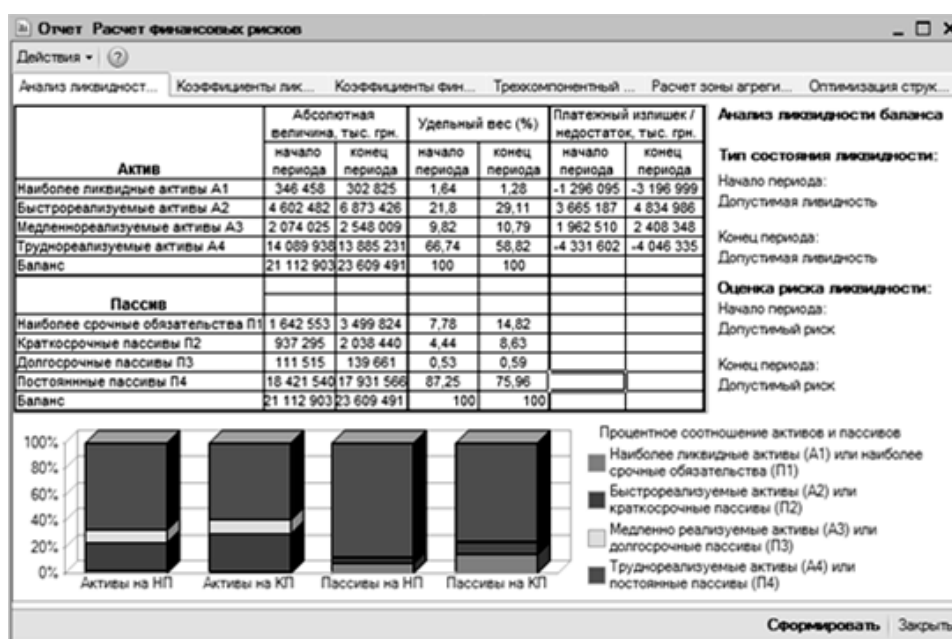 Отчет Расчет финансовых рисков
Действия
Анализ ликвидност... Коэффициенты лик... Коэффициенты фин... Трехкомпонентный ... Расчет зоны агреги... Оптимизация струк...
Актив Абсолютная величина, тыс. грн. Удельный вес (%) Платежный излишек / недостаток, тыс. грн.
начало периода конец периода начало периода конец периода начало периода конец периода
Наиболее ликвидные активы А1 346 458 302 825 1,64 1,28 -1 296 095 -3 196 999
Быстрореализуемые активы А2 4 602 482 6 873 426 21,8 29,11 3 665 187 4 834 986
Медленнореализуемые активы А3 2 074 025 2 548 009 9,82 10,79 1 962 510 2 408 348
Труднореализуемые активы А4 14 089 938 13 885 231 66,74 58,82 -4 331 602 -4 046 335
Баланс 21 112 903 23 609 491 100 100
Пассив
Наиболее срочные обязательства П1 1 642 553 3 499 824 7,78 14,82
Краткосрочные пассивы П2 937 295 2 038 440 4,44 8,63
Долгосрочные пассивы П3 111 515 139 661 0,53 0,59
Постояннные пассивы П4 18 421 540 17 931 566 87,25 75,96
Баланс 21 112 903 23 609 491 100 100
Анализ ликвидности баланса
Тип состояния ликвидности:
Начало периода:
Допустимая ливидность
Конец периода:
Допустимая ливидность
Оценка риска ликвидности:
Начало периода:
Допустимый риск
Конец периода:
Допустимый риск
100%
80%
60%
40%
20%
0%
Активы на НП Активы на КП Пассивы на НП Пассивы на КП
Процентное соотношение активов и пассивов
Наиболее ликвидные активы (А1) или наиболее
срочные обязательства (П1)
Быстрореализуемые активы (А2) или
краткосрочные пассивы (П2)
Медленно реализуемые активы (А3) или
долгосрочные пассивы (П3)
Труднореализуемые активы (А4) или
постоянные пассивы (П4)
Сформировать Закрыть